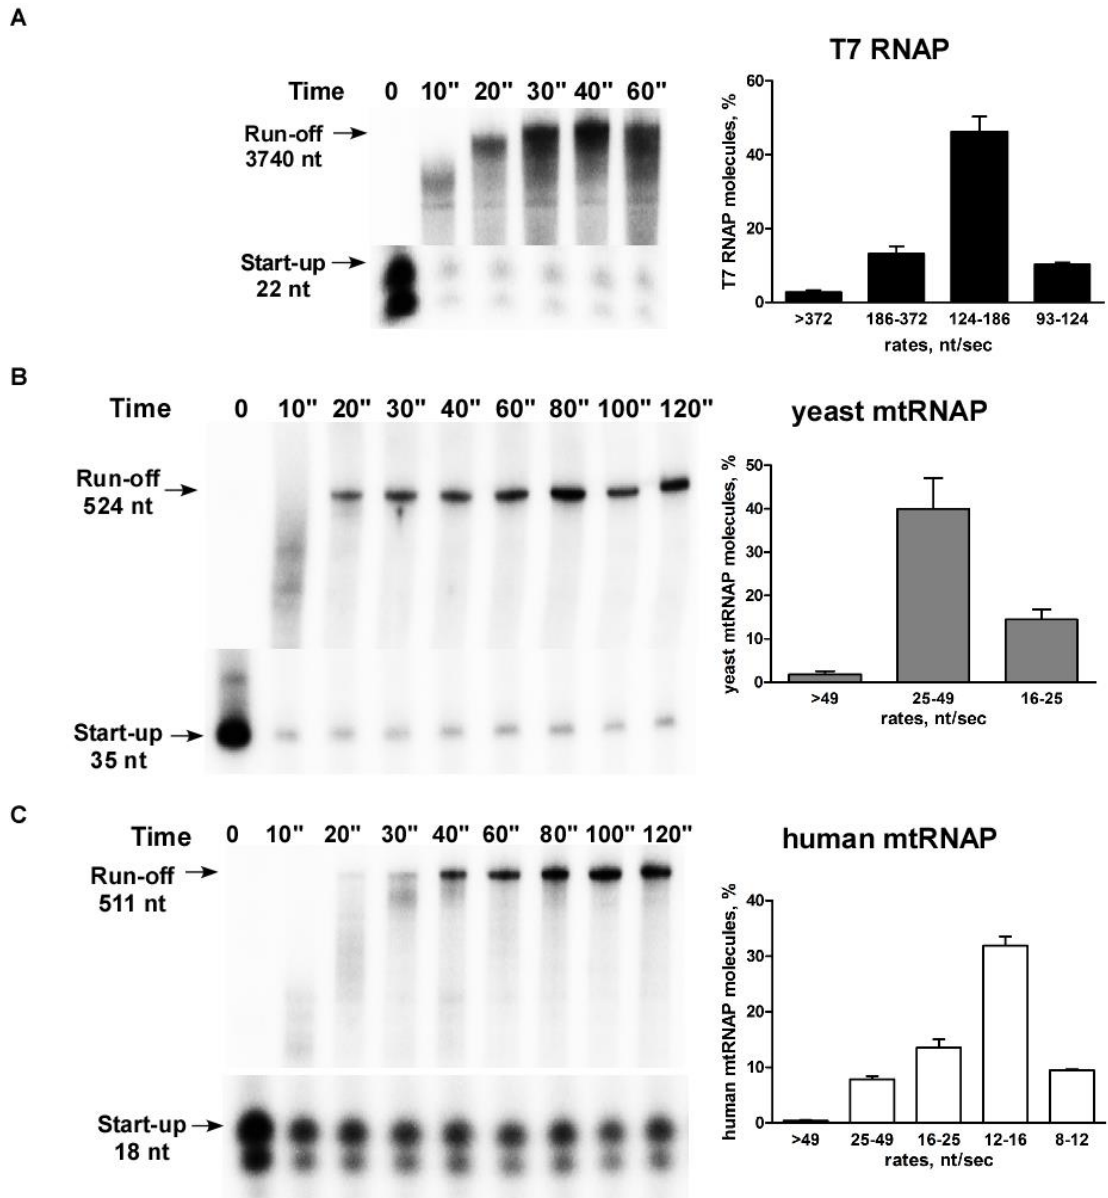 A
Time 0 10" 20" 30" 40" 60"
Run-off
3740 nt
Start-up
22 nt
T7 RNAP
T7 RNAP molecules, %
60
40
20
0
>372 186-372 124-186 93-124
rates, nt/sec
B
Time 0 10" 20" 30" 40" 60" 80" 100" 120"
Run-off
524 nt
Start-up
35 nt
yeast mtRNAP
yeast mtRNAP molecules, %
50
40
30
20
10
0
>49 25-49 16-25
rates, nt/sec
C
Time 0 10" 20" 30" 40" 60" 80" 100" 120"
Run-off
511 nt
Start-up
18 nt
human mtRNAP
human mtRNAP molecules, %
40
30
20
10
0
>49 25-49 16-25 12-16 8-12
rates, nt/sec